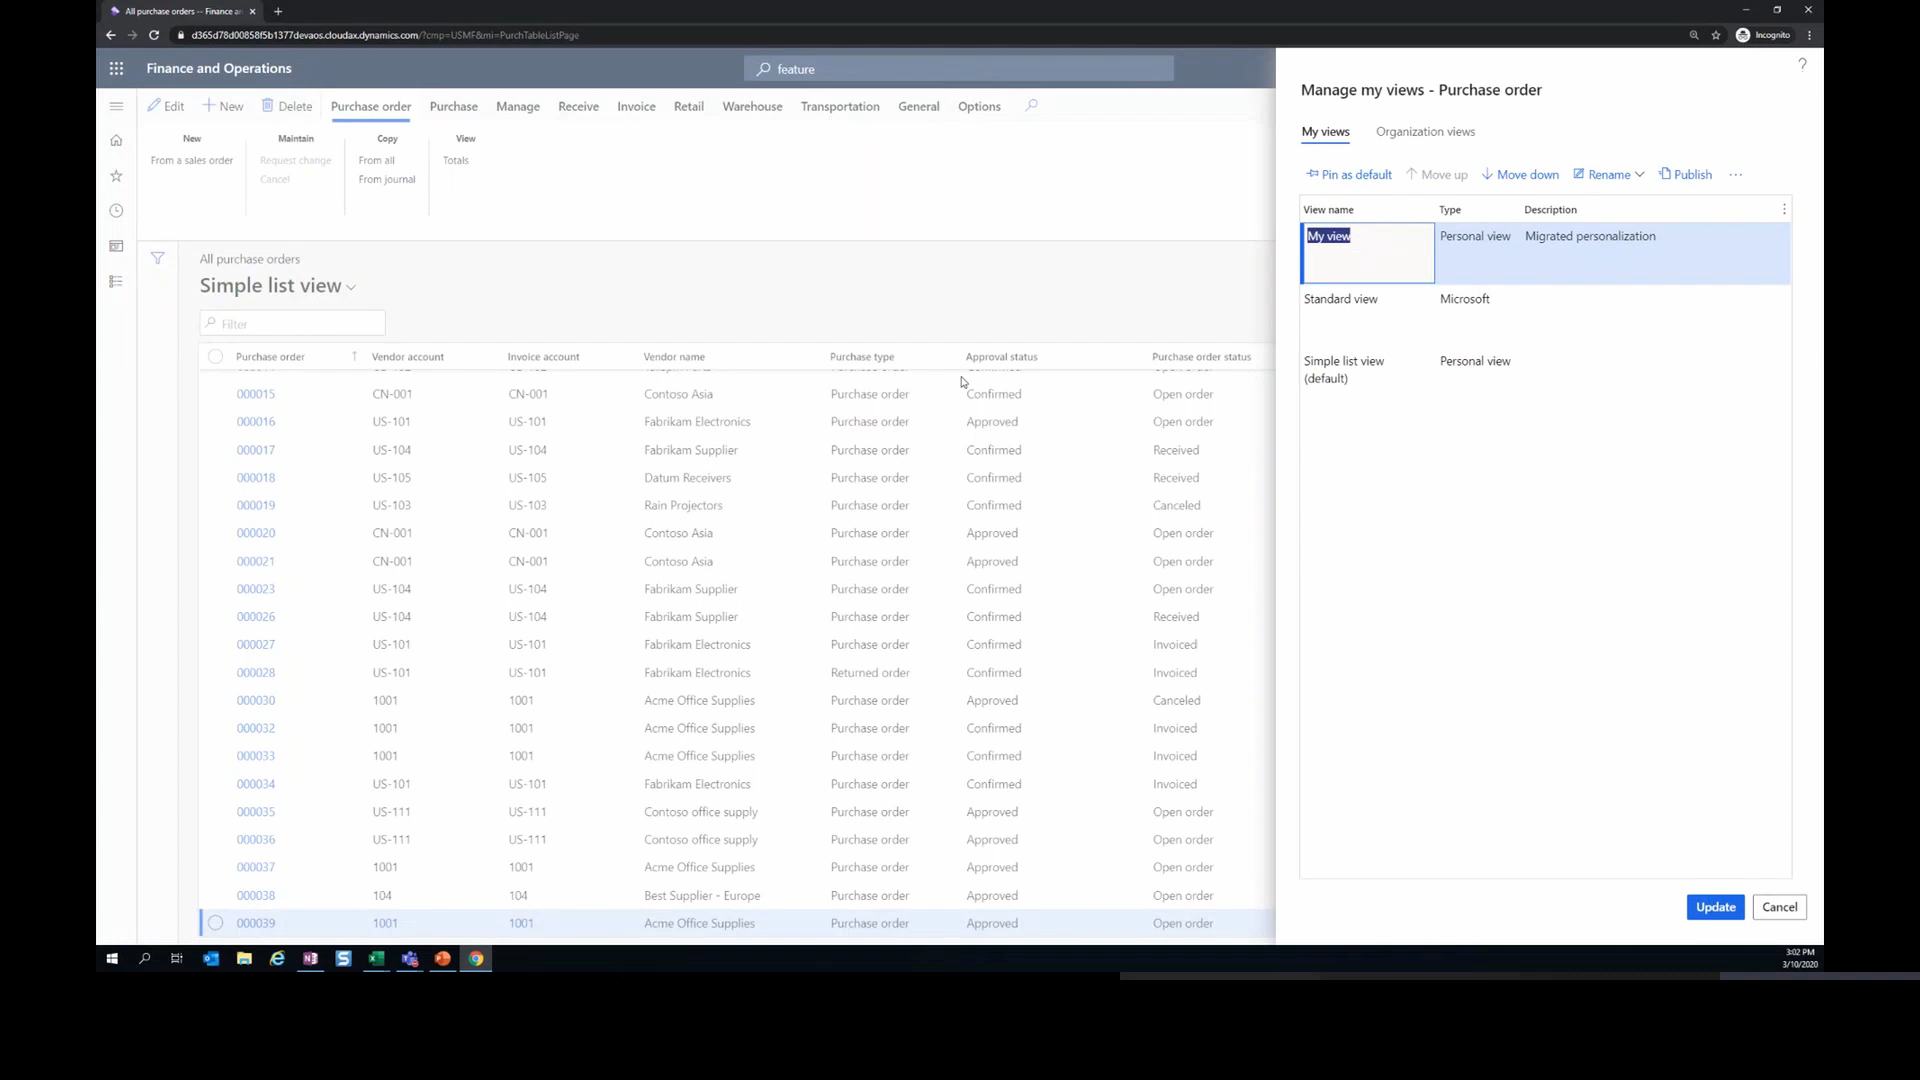 All purchase orders -- Finance an
d365d78d00858f5b1377devaos.cloudax.dynamics.com/?cmp=USMF&mi=PurchTableListPage
Incognito
Finance and Operations
feature
Edit New Delete Purchase order Purchase Manage Receive Invoice Retail Warehouse Transportation General Options
New Maintain Copy View
From a sales order Request change From all Totals
Cancel From journal
All purchase orders
Simple list view
Filter
Purchase order Vendor account Invoice account Vendor name Purchase type Approval status Purchase order status
000015 CN-001 CN-001 Contoso Asia Purchase order Confirmed Open order
000016 US-101 US-101 Fabrikam Electronics Purchase order Approved Open order
000017 US-104 US-104 Fabrikam Supplier Purchase order Confirmed Received
000018 US-105 US-105 Datum Receivers Purchase order Confirmed Received
000019 US-103 US-103 Rain Projectors Purchase order Confirmed Canceled
000020 CN-001 CN-001 Contoso Asia Purchase order Approved Open order
000021 CN-001 CN-001 Contoso Asia Purchase order Approved Open order
000023 US-104 US-104 Fabrikam Supplier Purchase order Confirmed Open order
000026 US-104 US-104 Fabrikam Supplier Purchase order Confirmed Received
000027 US-101 US-101 Fabrikam Electronics Purchase order Confirmed Invoiced
000028 US-101 US-101 Fabrikam Electronics Returned order Confirmed Invoiced
000030 1001 1001 Acme Office Supplies Purchase order Approved Canceled
000032 1001 1001 Acme Office Supplies Purchase order Confirmed Invoiced
000033 1001 1001 Acme Office Supplies Purchase order Confirmed Invoiced
000034 US-101 US-101 Fabrikam Electronics Purchase order Confirmed Invoiced
000035 US-111 US-111 Contoso office supply Purchase order Approved Open order
000036 US-111 US-111 Contoso office supply Purchase order Approved Open order
000037 1001 1001 Acme Office Supplies Purchase order Approved Open order
000038 104 104 Best Supplier - Europe Purchase order Approved Open order
000039 1001 1001 Acme Office Supplies Purchase order Approved Open order
?
Manage my views - Purchase order
My views Organization views
Pin as default Move up Move down Rename Publish ...
View name Type Description
My view Personal view Migrated personalization
Standard view Microsoft
Simple list view Personal view
(default)
Update Cancel
3:02 PM
3/10/2020